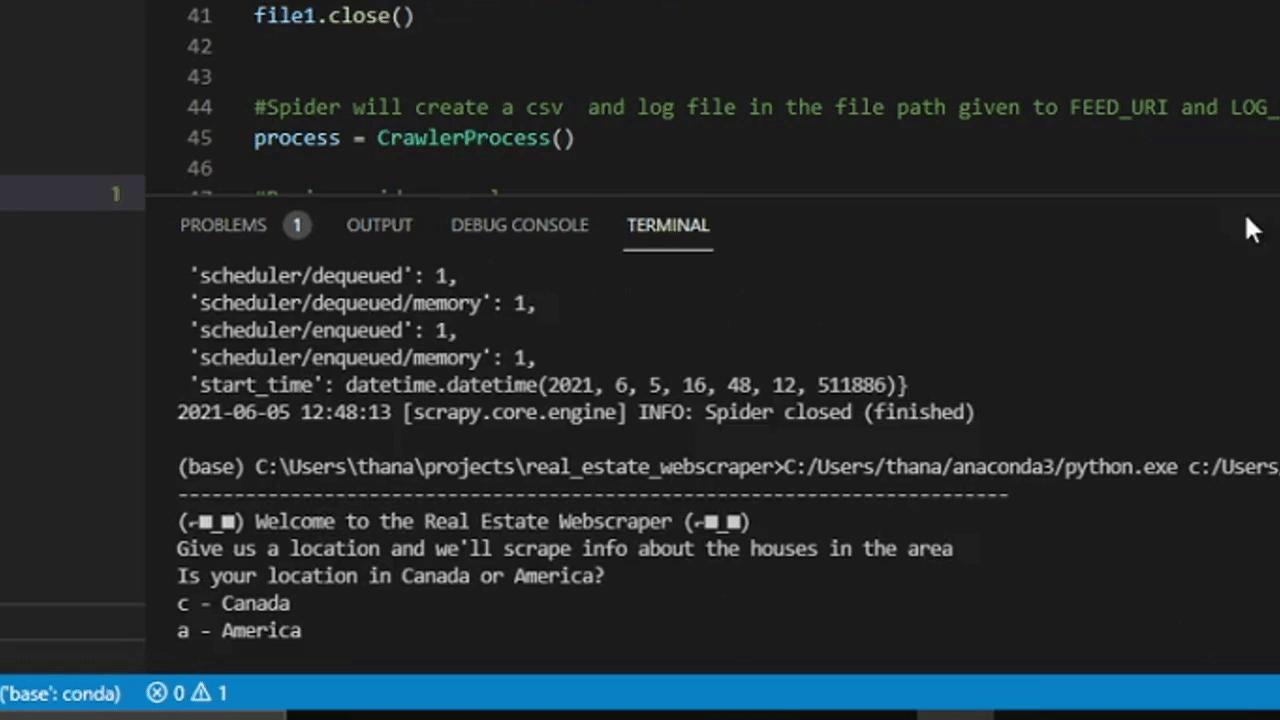 41 file1.close()
42
43
44 #Spider will create a csv  and log file in the file path given to FEED_URI and LOG_
45 process = CrawlerProcess()
46
1
PROBLEMS 1 OUTPUT DEBUG CONSOLE TERMINAL
'scheduler/dequeued': 1,
'scheduler/dequeued/memory': 1,
'scheduler/enqueued': 1,
'scheduler/enqueued/memory': 1,
'start_time': datetime.datetime(2021, 6, 5, 16, 48, 12, 511886)}
2021-06-05 12:48:13 [scrapy.core.engine] INFO: Spider closed (finished)
(base) C:\Users\thana\projects\real_estate_webscraper>C:/Users/thana/anaconda3/python.exe c:/Users
--------------------------------------------------------------------------
(⌐■_■) Welcome to the Real Estate Webscraper (⌐■_■)
Give us a location and we'll scrape info about the houses in the area
Is your location in Canada or America?
c - Canada
a - America
('base': conda) 0 1